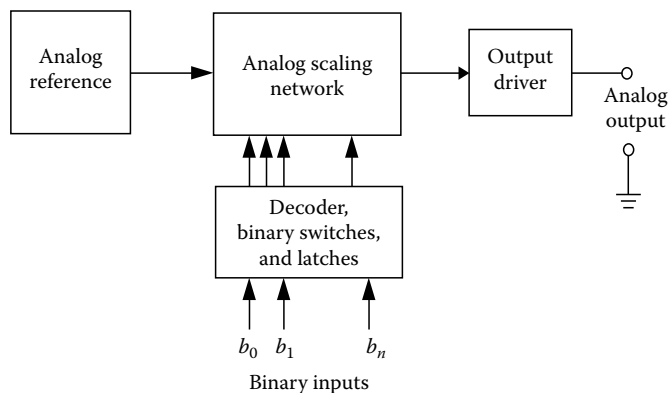 Analog
reference
Analog scaling
network
Output
driver
Analog
output
Decoder,
binary switches,
and latches
b0 b1 bn
Binary inputs